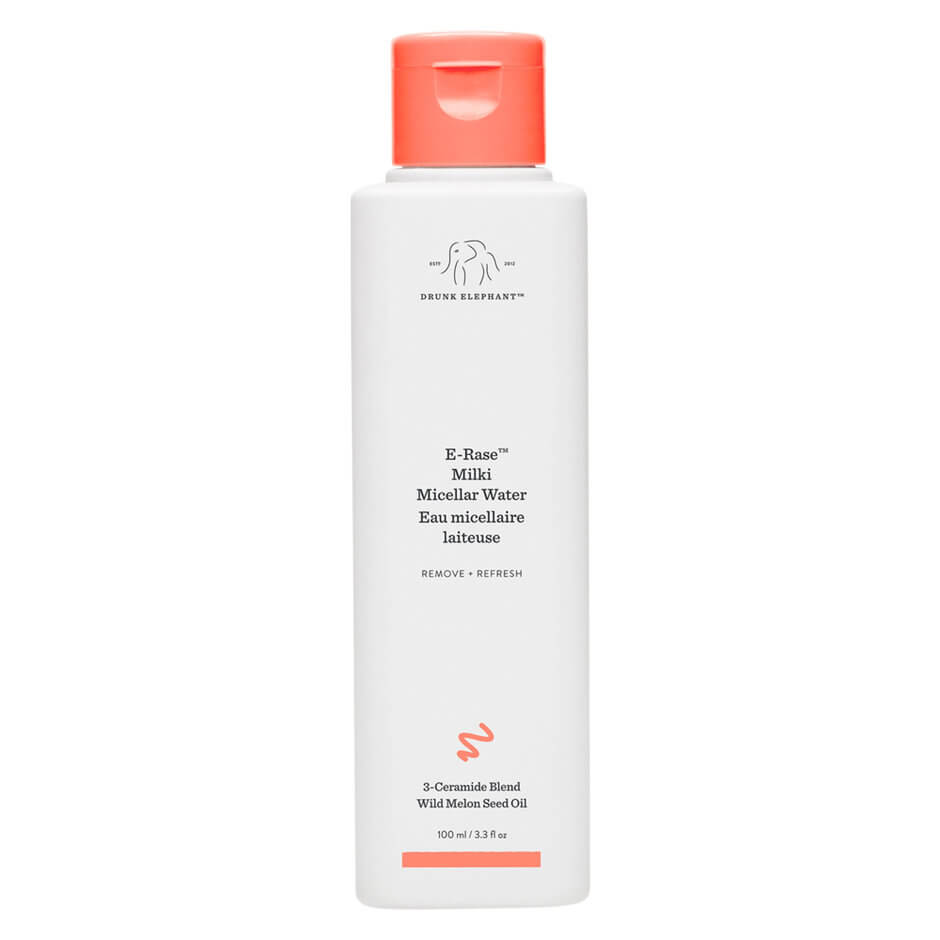 ESTD 2012
DRUNK ELEPHANT™
E-Rase™
Milki
Micellar Water
Eau micellaire
laiteuse
REMOVE + REFRESH
3-Ceramide Blend
Wild Melon Seed Oil
100 ml / 3.3 fl oz